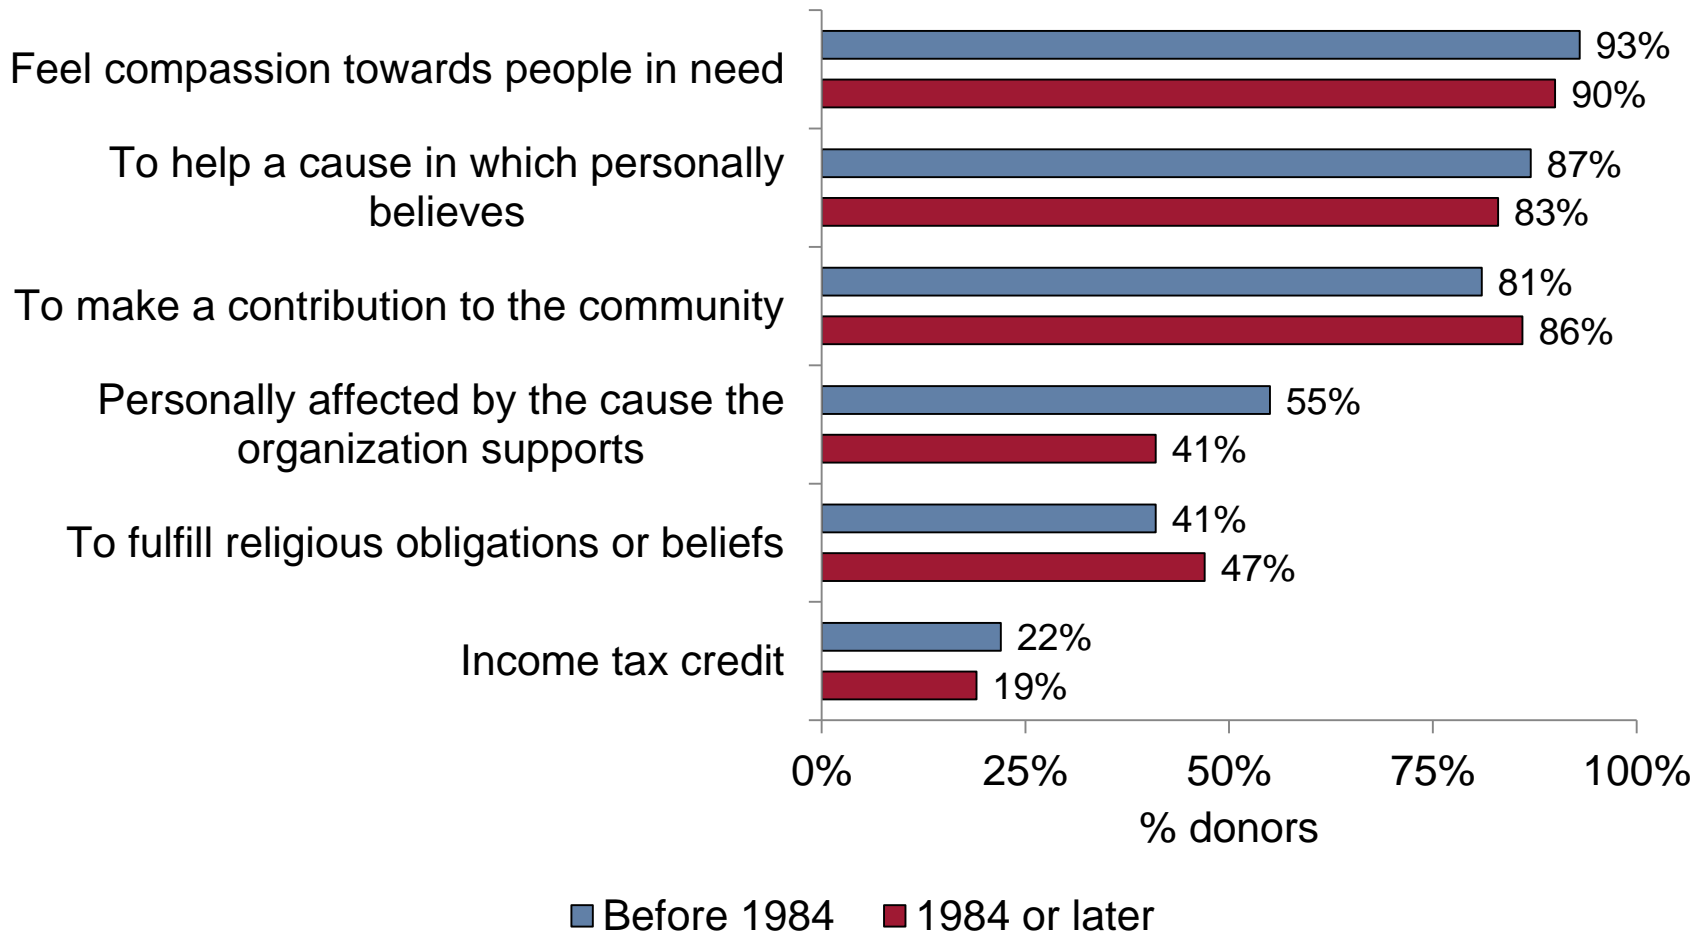 Feel compassion towards people in need
93%
90%
To help a cause in which personally
believes
87%
83%
To make a contribution to the community
81%
86%
Personally affected by the cause the
organization supports
55%
41%
To fulfill religious obligations or beliefs
41%
47%
Income tax credit
22%
19%
0% 25% 50% 75% 100%
% donors
Before 1984 1984 or later